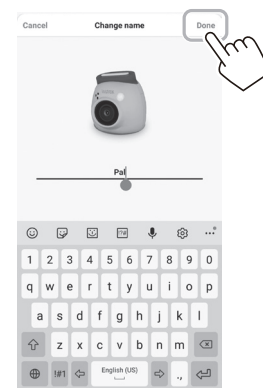 Cancel Change name Done
Pal
1 2 3 4 5 6 7 8 9 0
q w e r t y u i o p
a s d f g h j k l
z x c v b n m
!#1 English (US) .,